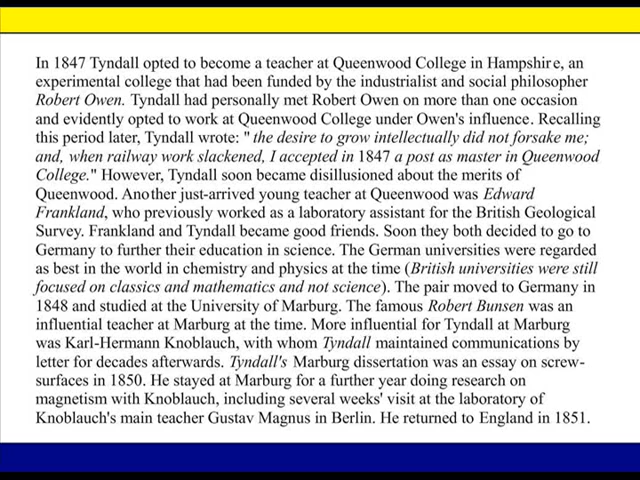 In 1847 Tyndall opted to become a teacher at Queenwood College in Hampshire, an
experimental college that had been funded by the industrialist and social philosopher
Robert Owen. Tyndall had personally met Robert Owen on more than one occasion
and evidently opted to work at Queenwood College under Owen's influence. Recalling
this period later, Tyndall wrote: " the desire to grow intellectually did not forsake me;
and, when railway work slackened, I accepted in 1847 a post as master in Queenwood
College." However, Tyndall soon became disillusioned about the merits of
Queenwood. Another just-arrived young teacher at Queenwood was Edward
Frankland, who previously worked as a laboratory assistant for the British Geological
Survey. Frankland and Tyndall became good friends. Soon they both decided to go to
Germany to further their education in science. The German universities were regarded
as best in the world in chemistry and physics at the time (British universities were still
focused on classics and mathematics and not science). The pair moved to Germany in
1848 and studied at the University of Marburg. The famous Robert Bunsen was an
influential teacher at Marburg at the time. More influential for Tyndall at Marburg
was Karl-Hermann Knoblauch, with whom Tyndall maintained communications by
letter for decades afterwards. Tyndall's Marburg dissertation was an essay on screw-
surfaces in 1850. He stayed at Marburg for a further year doing research on
magnetism with Knoblauch, including several weeks' visit at the laboratory of
Knoblauch's main teacher Gustav Magnus in Berlin. He returned to England in 1851.